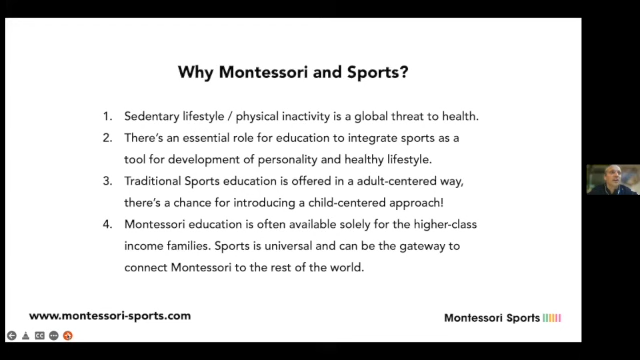 Why Montessori and Sports?
1. Sedentary lifestyle / physical inactivity is a global threat to health.
2. There's an essential role for education to integrate sports as a
tool for development of personality and healthy lifestyle.
3. Traditional Sports education is offered in a adult-centered way,
there's a chance for introducing a child-centered approach!
4. Montessori education is often available solely for the higher-class
income families. Sports is universal and can be the gateway to
connect Montessori to the rest of the world.
www.montessori-sports.com
Montessori Sports
CC